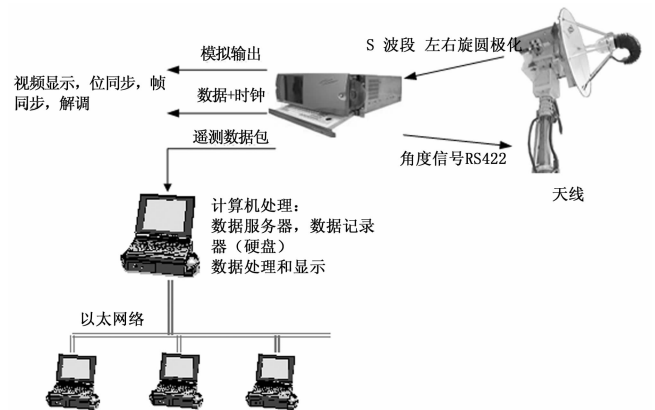 S 波段 左右旋圆极化
模拟输出
视频显示，位同步，帧
同步，解调
数据+时钟
遥测数据包
角度信号RS422
天线
计算机处理：
数据服务器，数据记录
器（硬盘）
数据处理和显示
以太网络